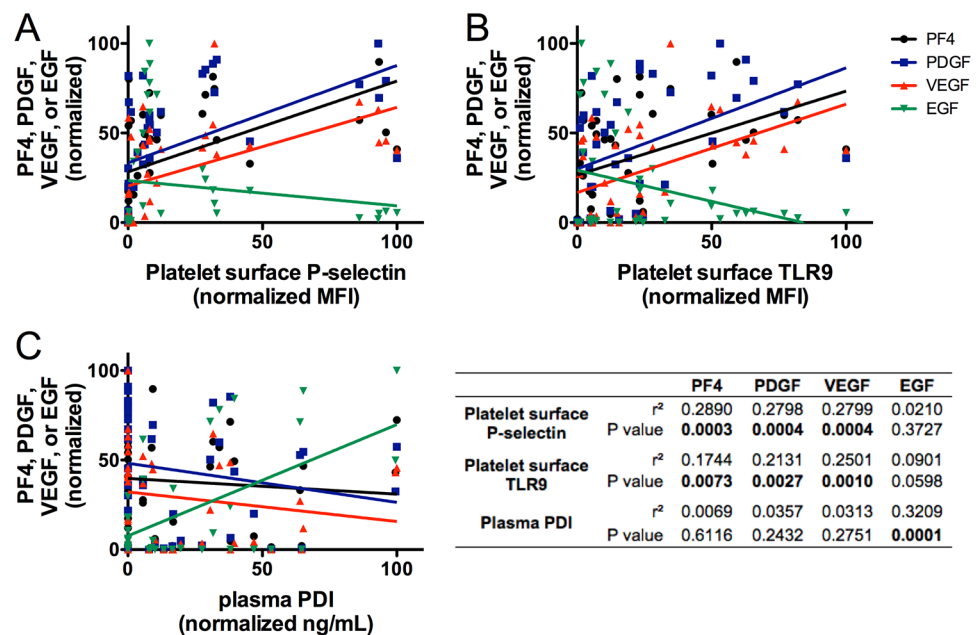 A
PF4, PDGF,
VEGF, or EGF
(normalized)
100
50
0
0
50
100
Platelet surface P-selectin
(normalized MFI)
B
PF4, PDGF,
VEGF, or EGF
(normalized)
100
50
0
0
50
100
Platelet surface TLR9
(normalized MFI)
PF4
PDGF
VEGF
EGF
C
PF4, PDGF,
VEGF, or EGF
(normalized)
100
50
0
0
50
100
plasma PDI
(normalized ng/mL)
PF4 PDGF VEGF EGF
Platelet surface
P-selectin
r² 0.2890 0.2798 0.2799 0.0210
P value 0.0003 0.0004 0.0004 0.3727
Platelet surface
TLR9
r² 0.1744 0.2131 0.2501 0.0901
P value 0.0073 0.0027 0.0010 0.0598
Plasma PDI
r² 0.0069 0.0357 0.0313 0.3209
P value 0.6116 0.2432 0.2751 0.0001